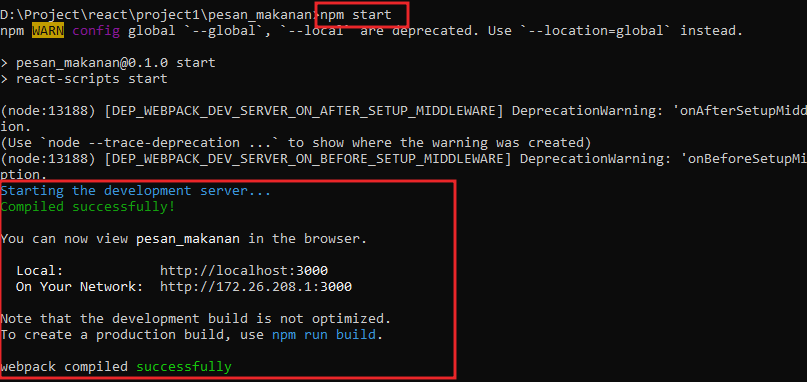 D:\Project\react\project1\pesan_makanan>npm start
npm WARN config global `--global`, `--local` are deprecated. Use `--location=global` instead.
> pesan_makanan@0.1.0 start
> react-scripts start
(node:13188) [DEP_WEBPACK_DEV_SERVER_ON_AFTER_SETUP_MIDDLEWARE] DeprecationWarning: 'onAfterSetupMidd
ion.
(Use `node --trace-deprecation ...` to show where the warning was created)
(node:13188) [DEP_WEBPACK_DEV_SERVER_ON_BEFORE_SETUP_MIDDLEWARE] DeprecationWarning: 'onBeforeSetupMi
ption.
Starting the development server...
Compiled successfully!
You can now view pesan_makanan in the browser.
Local: http://localhost:3000
On Your Network: http://172.26.208.1:3000
Note that the development build is not optimized.
To create a production build, use npm run build.
webpack compiled successfully